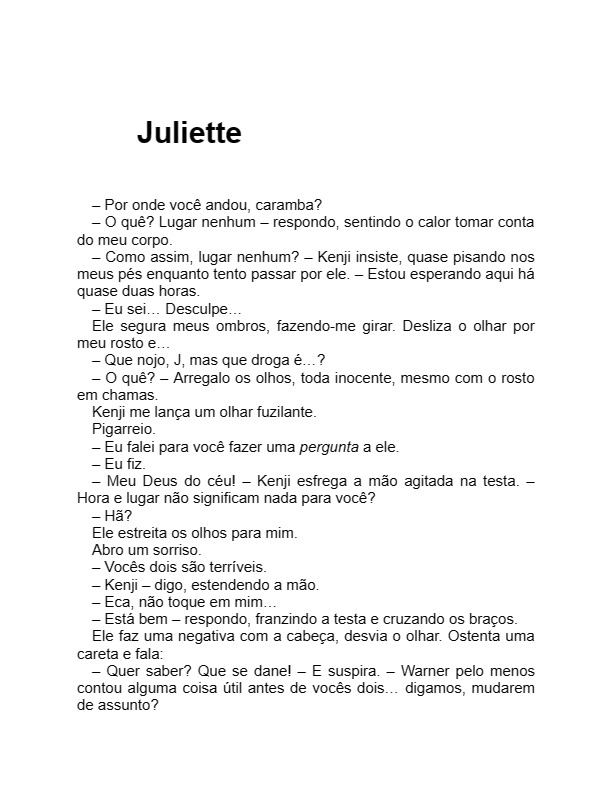 Juliette
– Por onde você andou, caramba?
– O quê? Lugar nenhum – respondo, sentindo o calor tomar conta
do meu corpo.
– Como assim, lugar nenhum? – Kenji insiste, quase pisando nos
meus pés enquanto tento passar por ele. – Estou esperando aqui há
quase duas horas.
– Eu sei… Desculpe…
Ele segura meus ombros, fazendo-me girar. Desliza o olhar por
meu rosto e…
– Que nojo, J, mas que droga é…?
– O quê? – Arregalo os olhos, toda inocente, mesmo com o rosto
em chamas.
Kenji me lança um olhar fuzilante.
Pigarreio.
– Eu falei para você fazer uma pergunta a ele.
– Eu fiz.
– Meu Deus do céu! – Kenji esfrega a mão agitada na testa. –
Hora e lugar não significam nada para você?
– Hã?
Ele estreita os olhos para mim.
Abro um sorriso.
– Vocês dois são terríveis.
– Kenji – digo, estendendo a mão.
– Eca, não toque em mim…
– Está bem – respondo, franzindo a testa e cruzando os braços.
Ele faz uma negativa com a cabeça, desvia o olhar. Ostenta uma
careta e fala:
– Quer saber? Que se dane! – E suspira. – Warner pelo menos
contou alguma coisa útil antes de vocês dois… digamos, mudarem
de assunto?